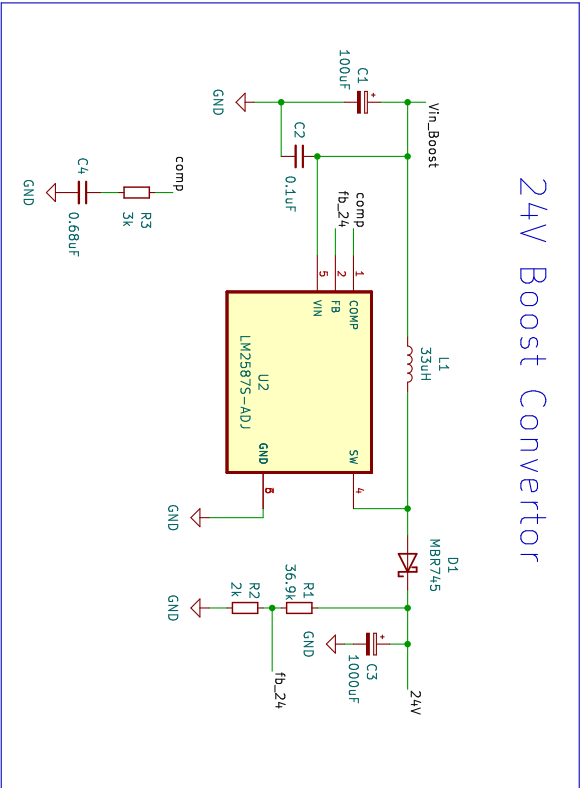 24V Boost Convertor
Vin_Boost
C1
100uF
GND
C2
0.1uF
comp
fb_24
comp
R3
3k
C4
0.68uF
GND
L1
33uH
1
2
5
COMP
FB
VIN
U2
LM2587S-ADJ
GND
SW
4
GND
D1
MBR745
24V
R1
36.9k
R2
2k
GND
C3
1000uF
GND
fb_24